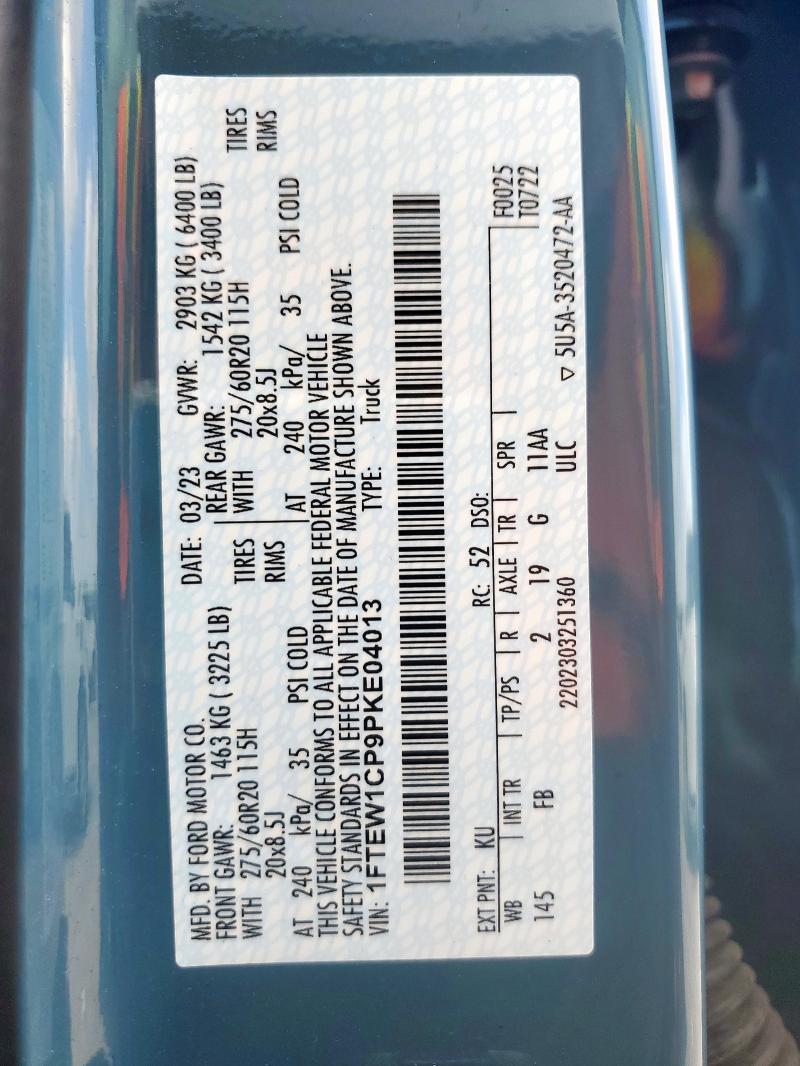 MFD. BY FORD MOTOR CO. DATE: 03/23 GVWR: 2903 KG ( 6400 LB)
FRONT GAWR: 1463 KG ( 3225 LB) REAR GAWR: 1542 KG ( 3400 LB)
WITH 275/60R20 115H TIRES WITH 275/60R20 115H TIRES
20x8.5J RIMS 20x8.5J RIMS
AT 240 kPa/ 35 PSI COLD AT 240 kPa/ 35 PSI COLD
THIS VEHICLE CONFORMS TO ALL APPLICABLE FEDERAL MOTOR VEHICLE
SAFETY STANDARDS IN EFFECT ON THE DATE OF MANUFACTURE SHOWN ABOVE.
VIN: 1FTEW1CP9PKE04013 TYPE: Truck
EXT PNT: KU RC: 52 DSO:
WB INT TR TP/PS R AXLE TR SPR F0025
T0722
145 FB 2 19 G 11AA
ULC
2202303251360 ▽ 5U5A-3520472-AA